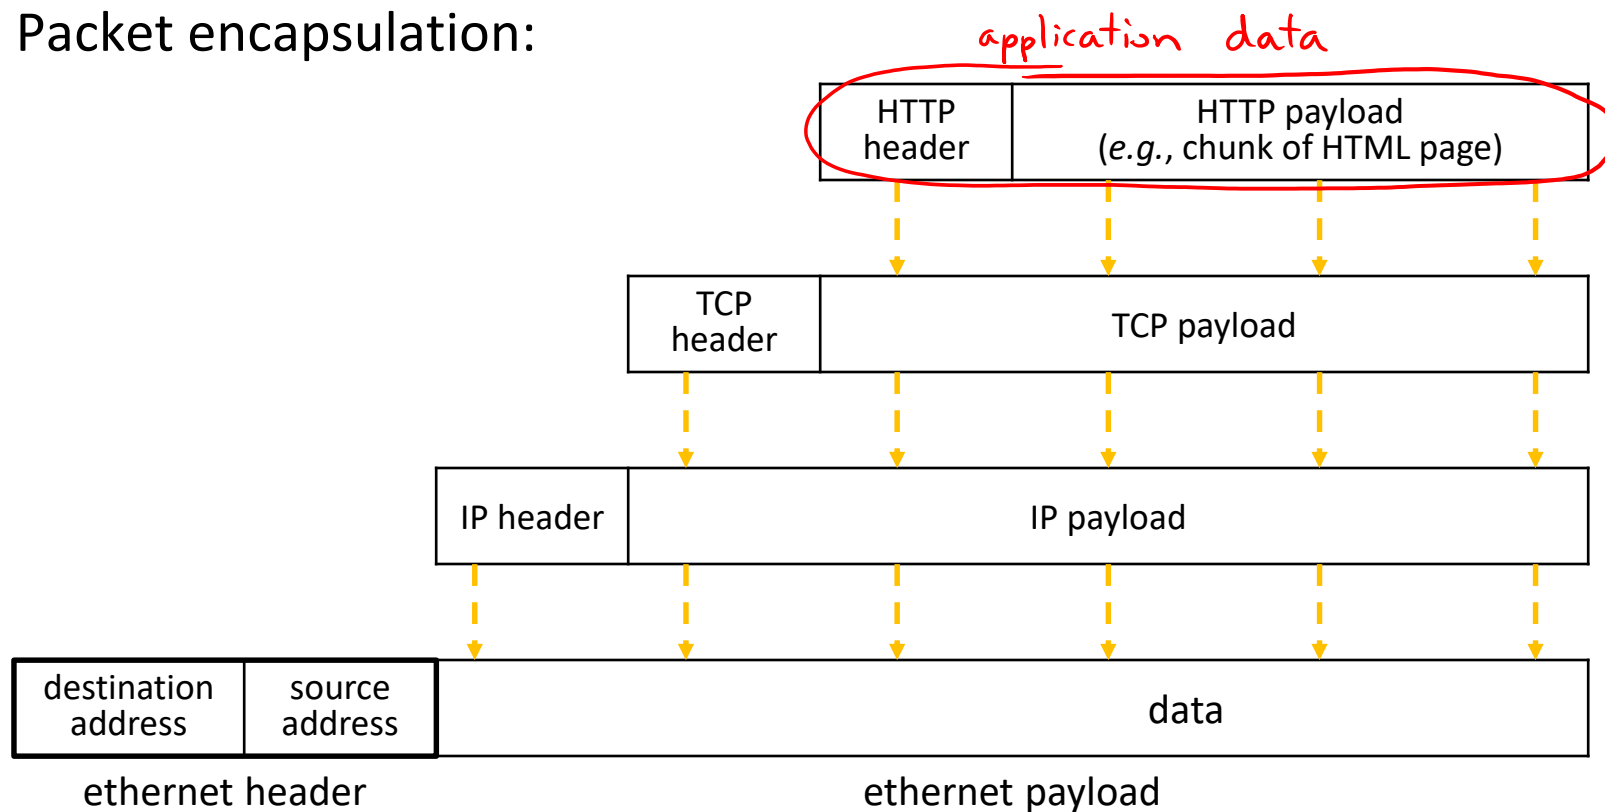 Packet encapsulation:
application data
HTTP header
HTTP payload
(e.g., chunk of HTML page)
TCP header
TCP payload
IP header
IP payload
destination address
source address
data
ethernet header
ethernet payload